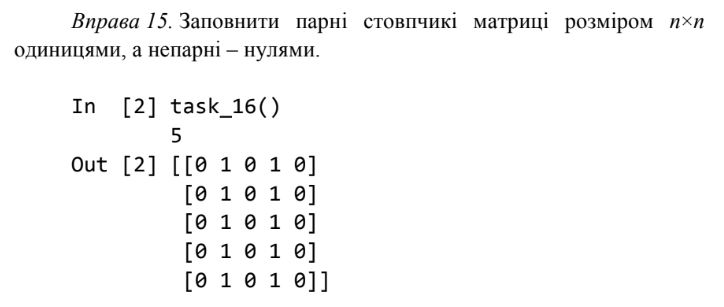 Вправа 15. Заповнити парні стовпчикі матриці розміром n×n
одиницями, а непарні – нулями.
In [2] task_16()
5
Out [2] [[0 1 0 1 0]
[0 1 0 1 0]
[0 1 0 1 0]
[0 1 0 1 0]
[0 1 0 1 0]]